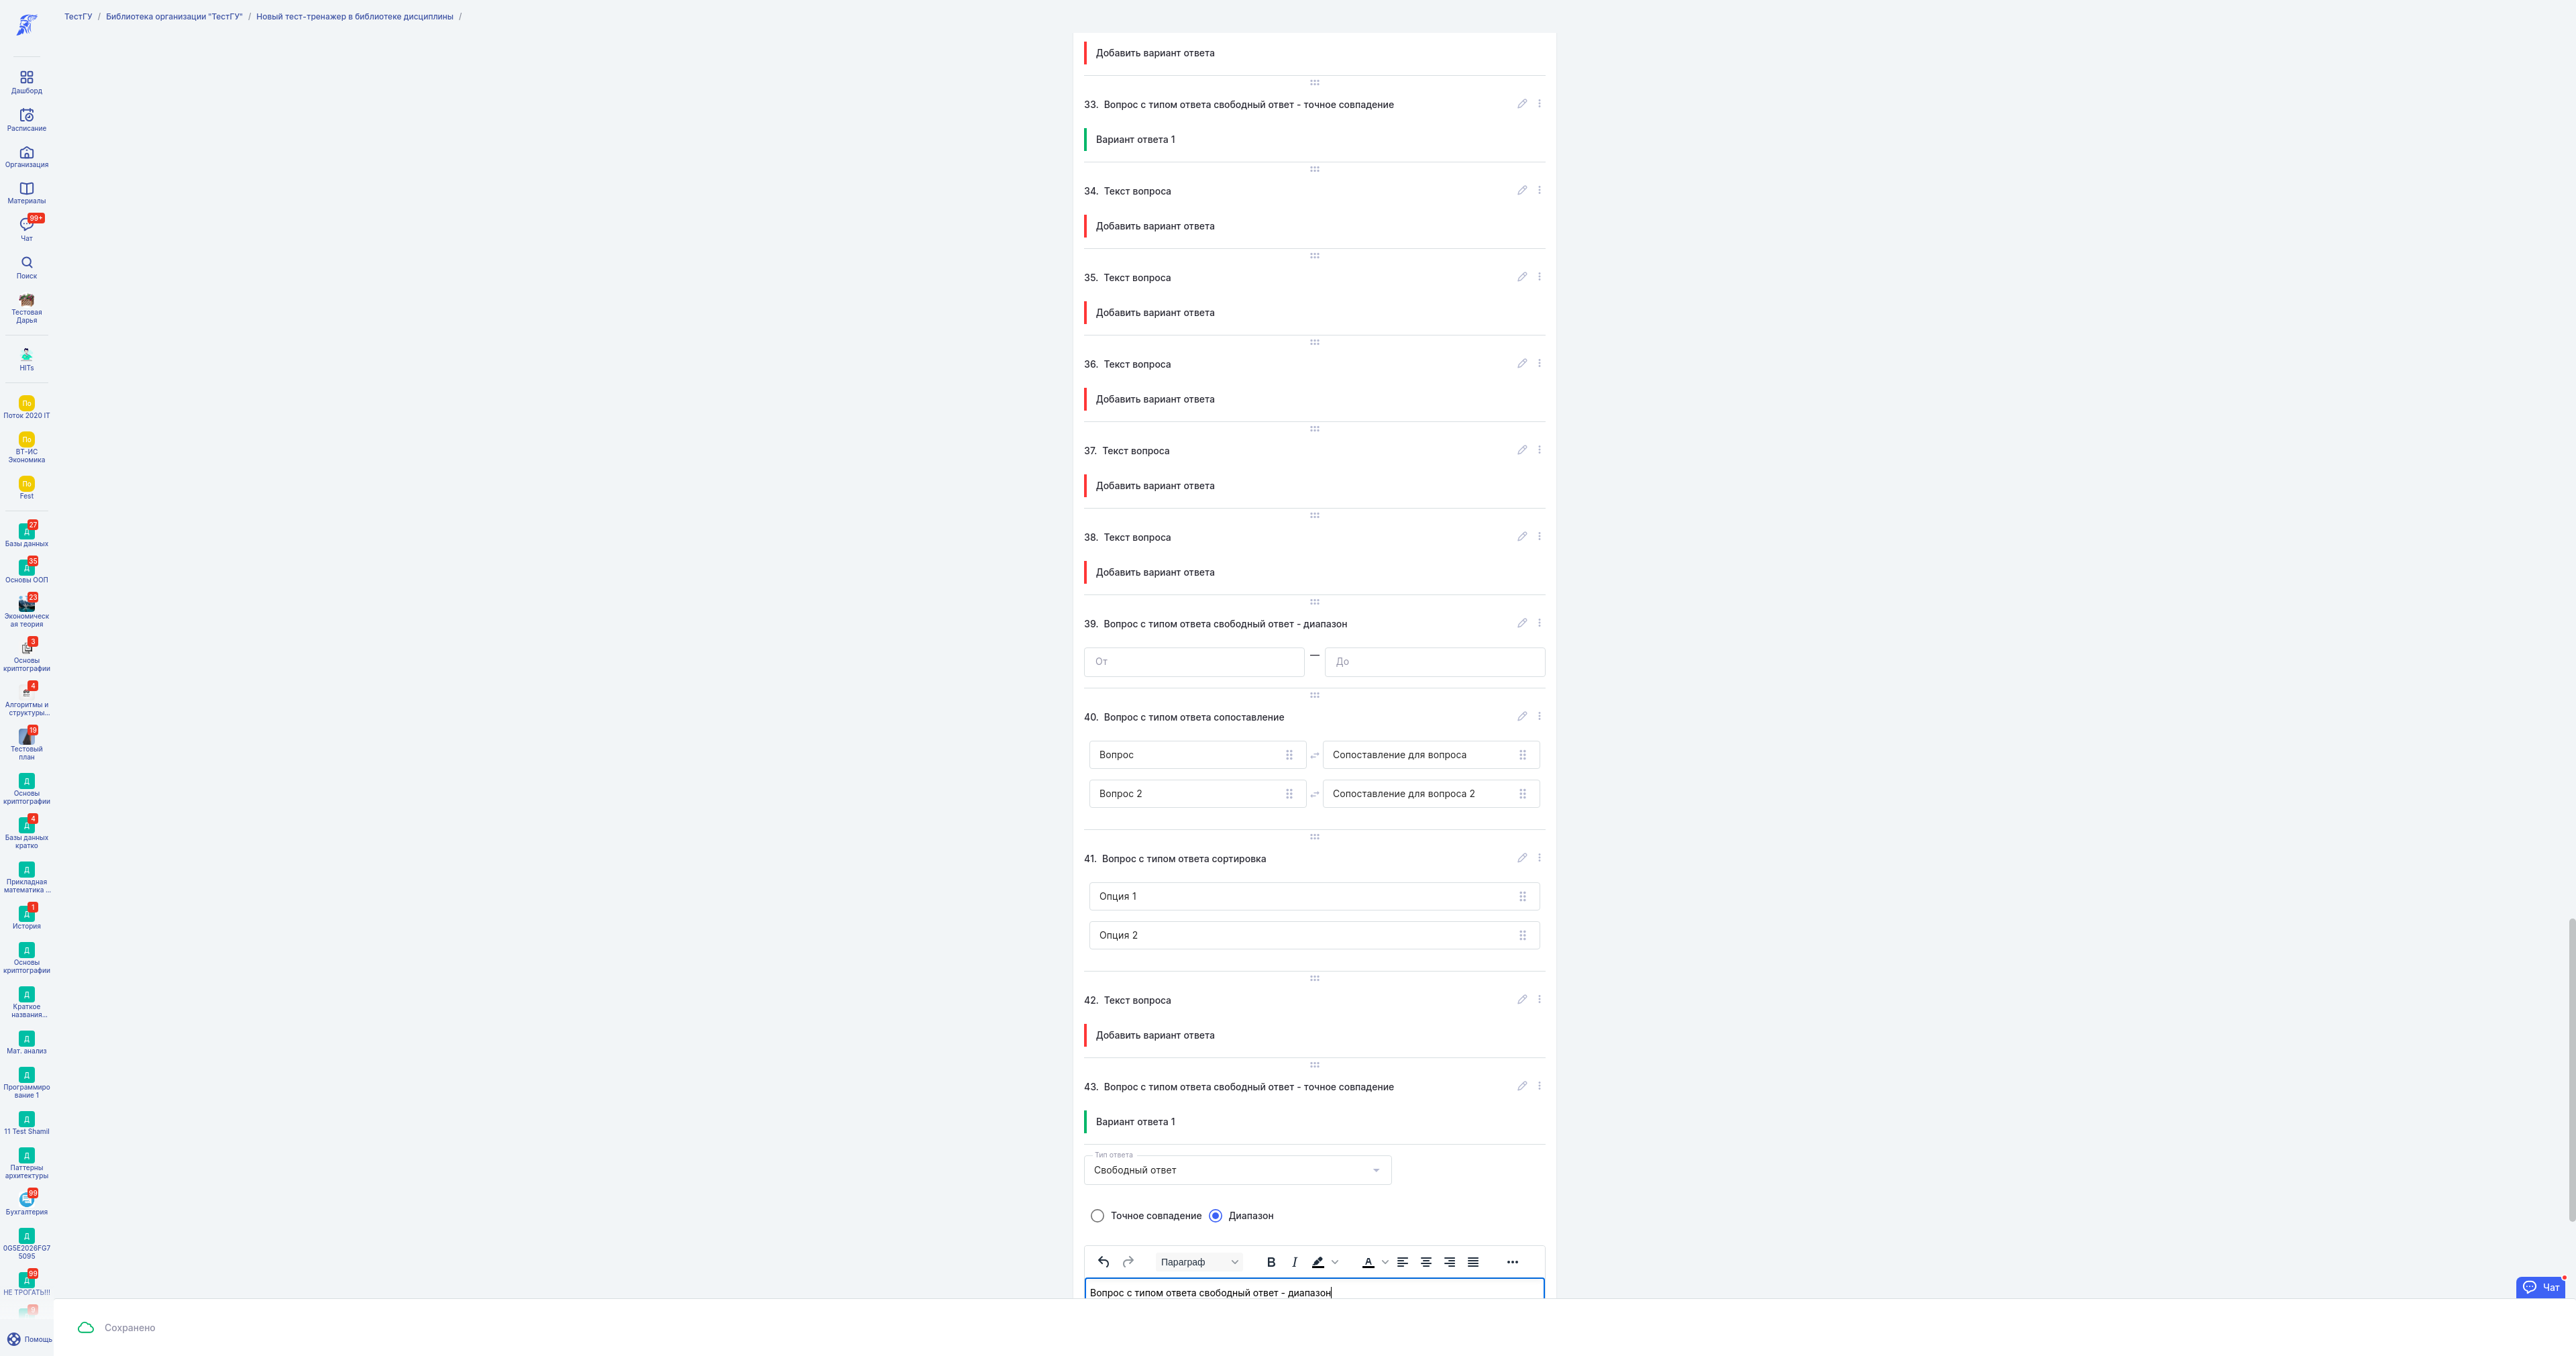 ТестГУ / Библиотека организации "ТестГУ" / Новый тест-тренажер в библиотеке дисциплины /
Дашборд
Расписание
Организация
Материалы
99+
Чат
Поиск
Тестовая
Дарья
HITs
По
Поток 2020 IT
По
ВТ-ИС
Экономика
По
Fest
27
Д
Базы данных
35
Д
Основы ООП
23
Экономическ
ая теория
3
Основы
криптографии
4
Алгоритмы и
структуры...
19
Тестовый
план
Д
Основы
криптографии
4
Д
Базы данных
кратко
Д
Прикладная
математика ...
1
Д
История
Д
Основы
криптографии
Д
Краткое
названия...
Д
Мат. анализ
Д
Программиро
вание 1
Д
11 Test Shamil
Д
Паттерны
архитектуры
99
Бухгалтерия
Д
0G5E2026FG7
5095
99
Д
НЕ ТРОГАТЬ!!!
Помощь
Добавить вариант ответа
33. Вопрос с типом ответа свободный ответ - точное совпадение
Вариант ответа 1
34. Текст вопроса
Добавить вариант ответа
35. Текст вопроса
Добавить вариант ответа
36. Текст вопроса
Добавить вариант ответа
37. Текст вопроса
Добавить вариант ответа
38. Текст вопроса
Добавить вариант ответа
39. Вопрос с типом ответа свободный ответ - диапазон
От — До
40. Вопрос с типом ответа сопоставление
Вопрос Сопоставление для вопроса
Вопрос 2 Сопоставление для вопроса 2
41. Вопрос с типом ответа сортировка
Опция 1
Опция 2
42. Текст вопроса
Добавить вариант ответа
43. Вопрос с типом ответа свободный ответ - точное совпадение
Вариант ответа 1
Тип ответа
Свободный ответ
Точное совпадение Диапазон
Параграф B I A
Вопрос с типом ответа свободный ответ - диапазон
Чат
Сохранено